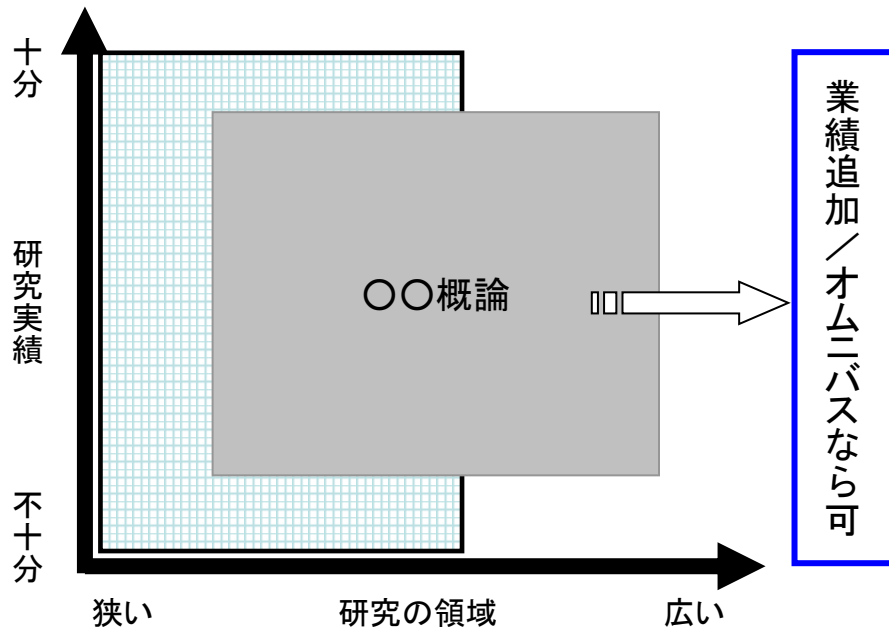 十分
研究実績
不十分
〇〇概論
業績追加／オムニバスなら可
狭い
研究の領域
広い